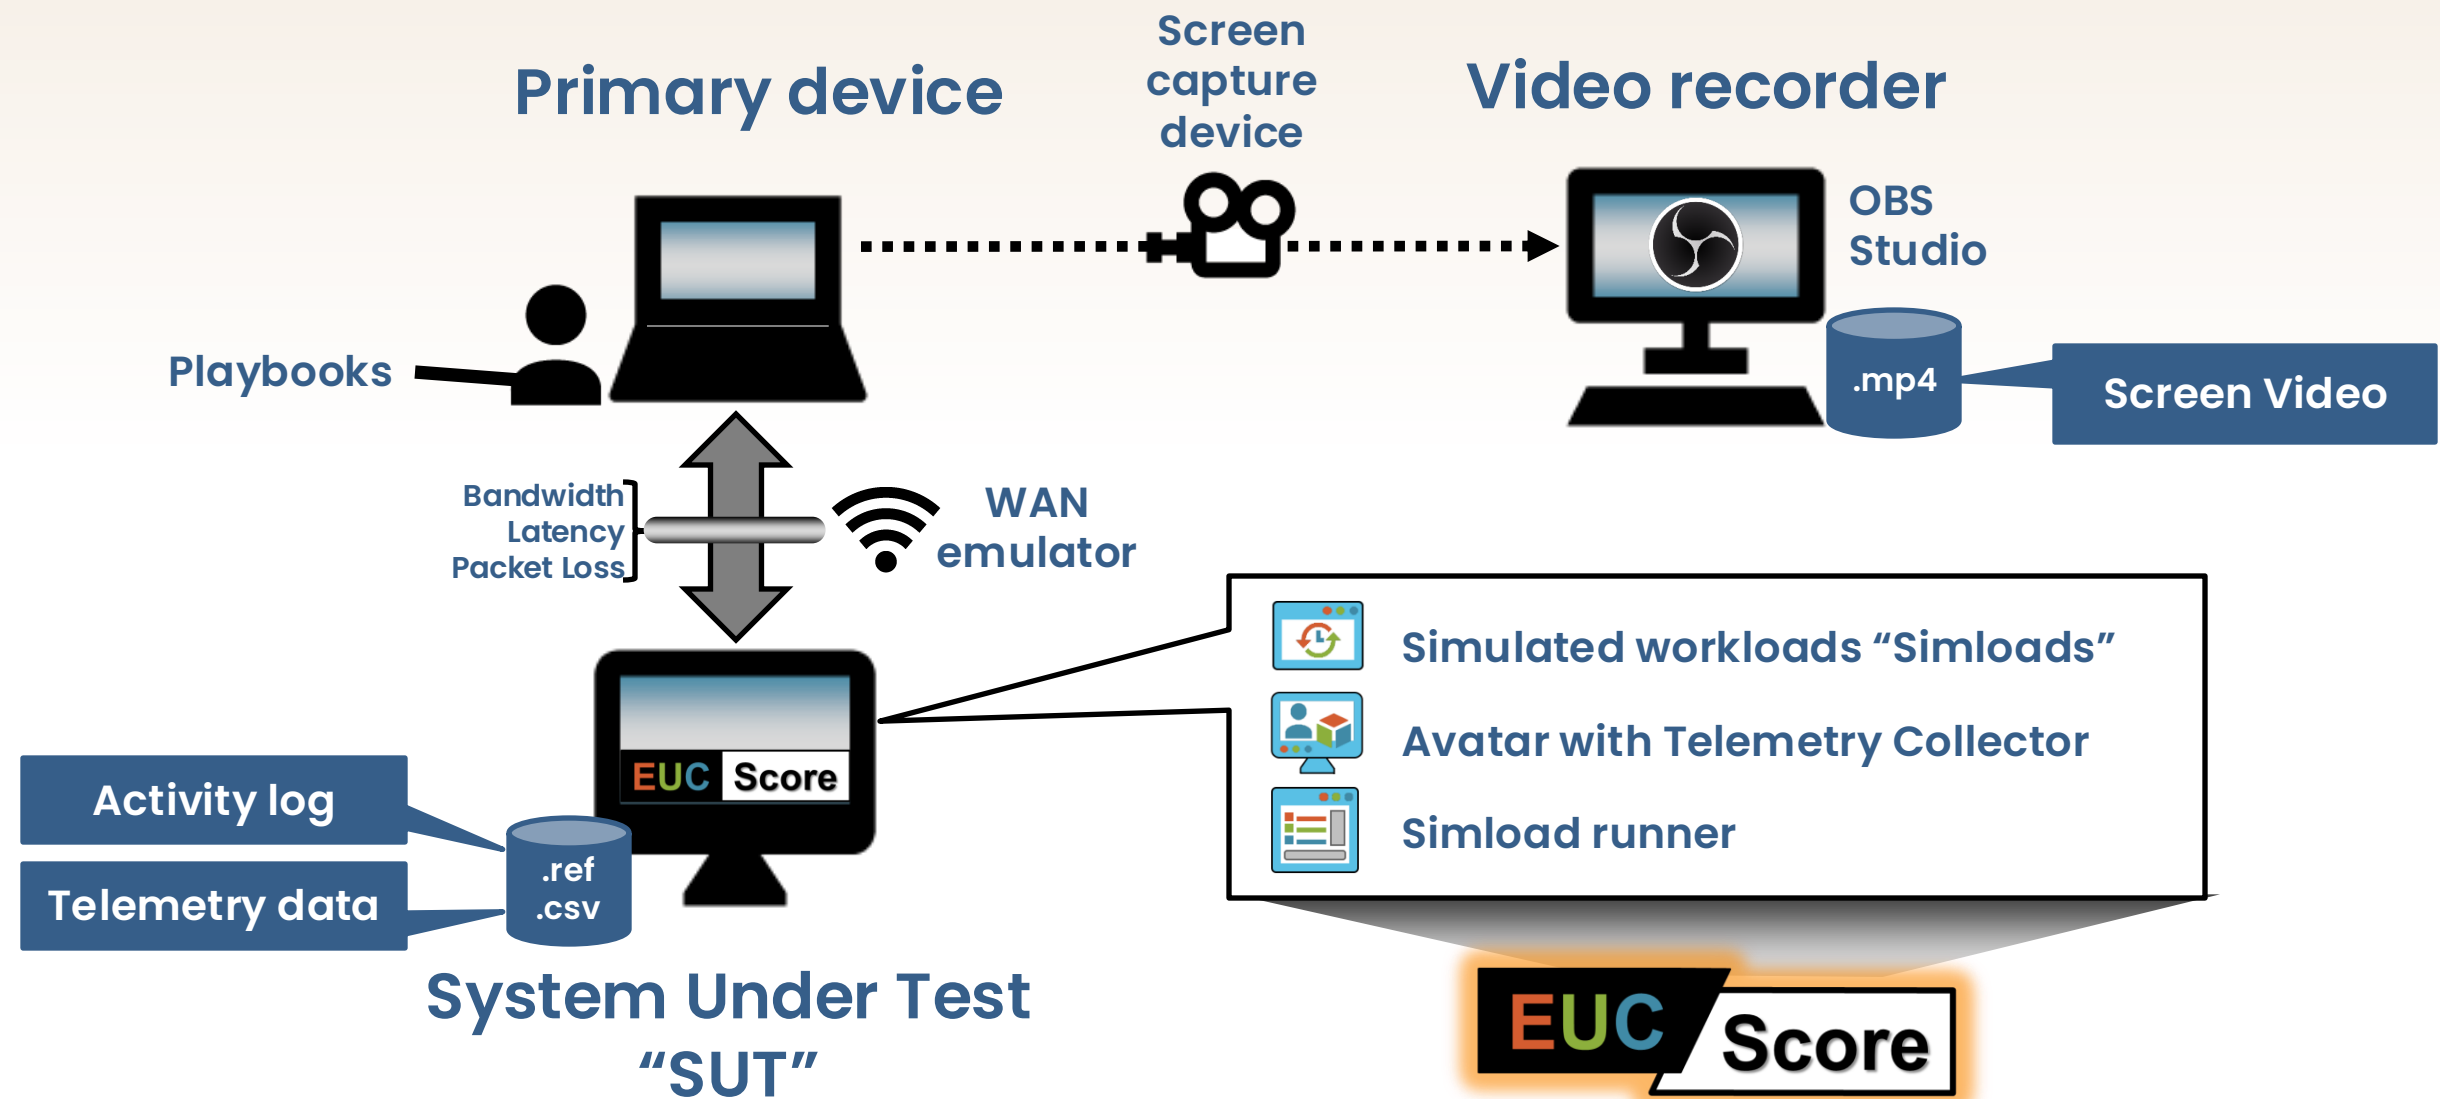 Primary device
Screen
capture
device
Video recorder
OBS
Studio
.mp4
Screen Video
Playbooks
Bandwidth
Latency
Packet Loss
WAN
emulator
Simulated workloads “Simloads”
Avatar with Telemetry Collector
Simload runner
EUC Score
Activity log
Telemetry data
.ref
.csv
System Under Test
“SUT”
EUC Score